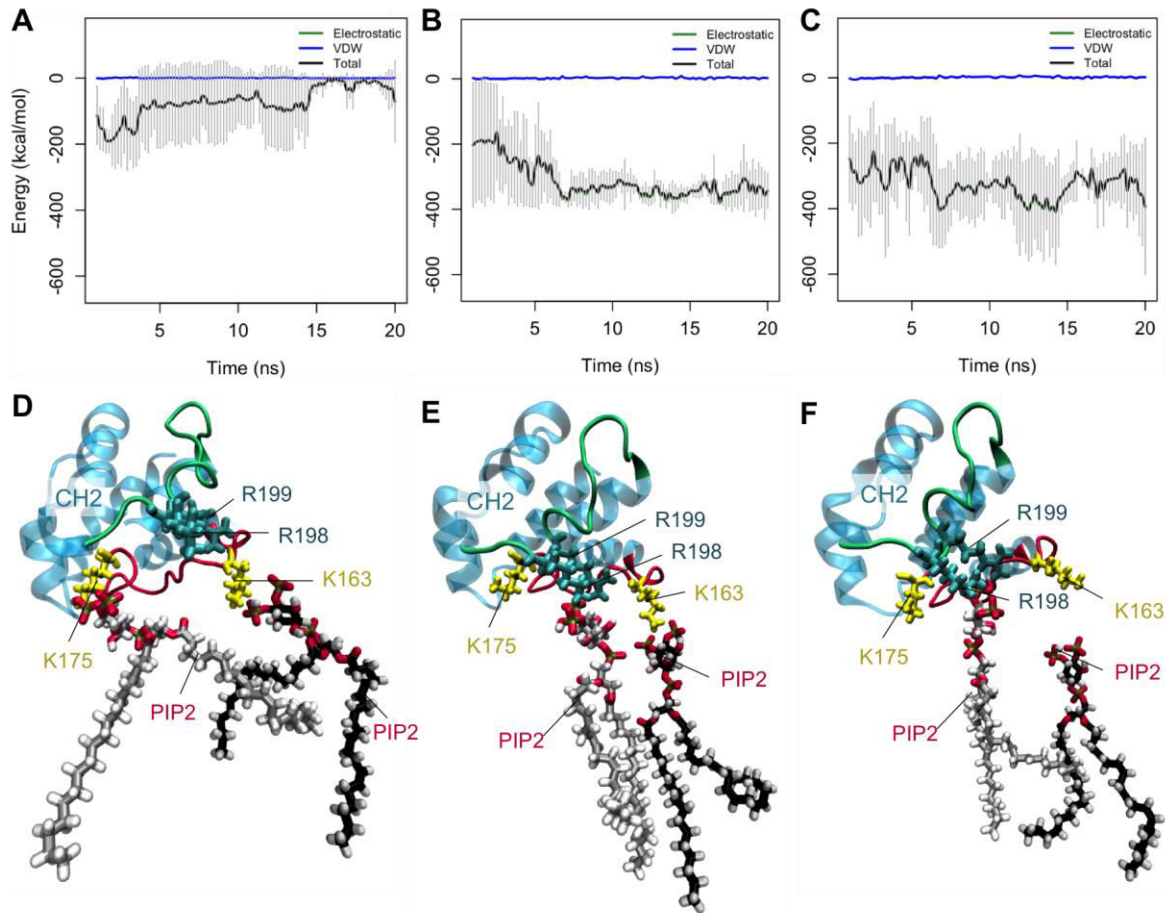 A
Electrostatic
VDW
Total
Energy (kcal/mol)
0
-200
-400
-600
5
10
15
20
Time (ns)
B
Electrostatic
VDW
Total
0
-200
-400
-600
5
10
15
20
Time (ns)
C
Electrostatic
VDW
Total
0
-200
-400
-600
5
10
15
20
Time (ns)
D
CH2
R199
R198
K163
K175
PIP2
PIP2
E
CH2
R199
R198
K163
K175
PIP2
PIP2
F
CH2
R199
K163
R198
K175
PIP2
PIP2